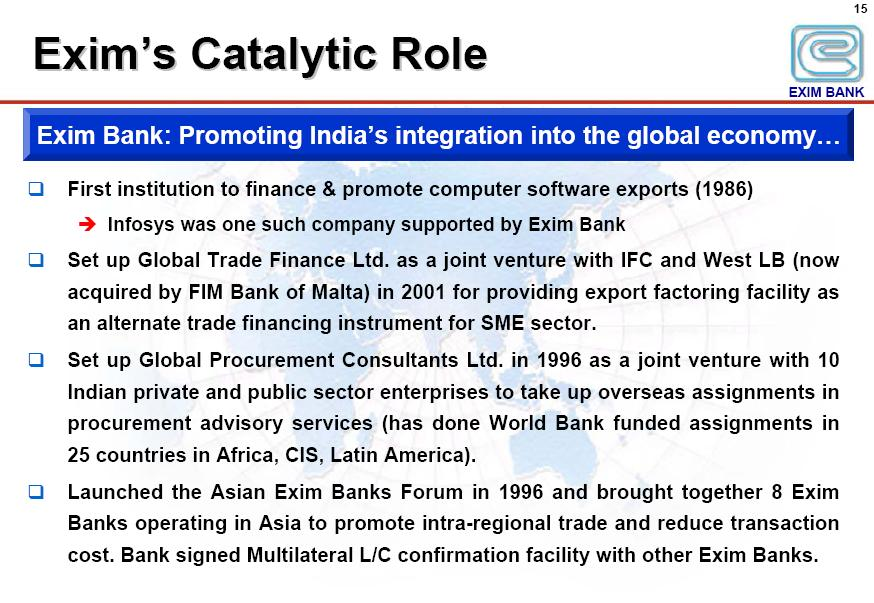 15
Exim's Catalytic Role
EXIM BANK
Exim Bank: Promoting India's integration into the global economy…
First institution to finance & promote computer software exports (1986)
Infosys was one such company supported by Exim Bank
Set up Global Trade Finance Ltd. as a joint venture with IFC and West LB (now
acquired by FIM Bank of Malta) in 2001 for providing export factoring facility as
an alternate trade financing instrument for SME sector.
Set up Global Procurement Consultants Ltd. in 1996 as a joint venture with 10
Indian private and public sector enterprises to take up overseas assignments in
procurement advisory services (has done World Bank funded assignments in
25 countries in Africa, CIS, Latin America).
Launched the Asian Exim Banks Forum in 1996 and brought together 8 Exim
Banks operating in Asia to promote intra-regional trade and reduce transaction
cost. Bank signed Multilateral L/C confirmation facility with other Exim Banks.